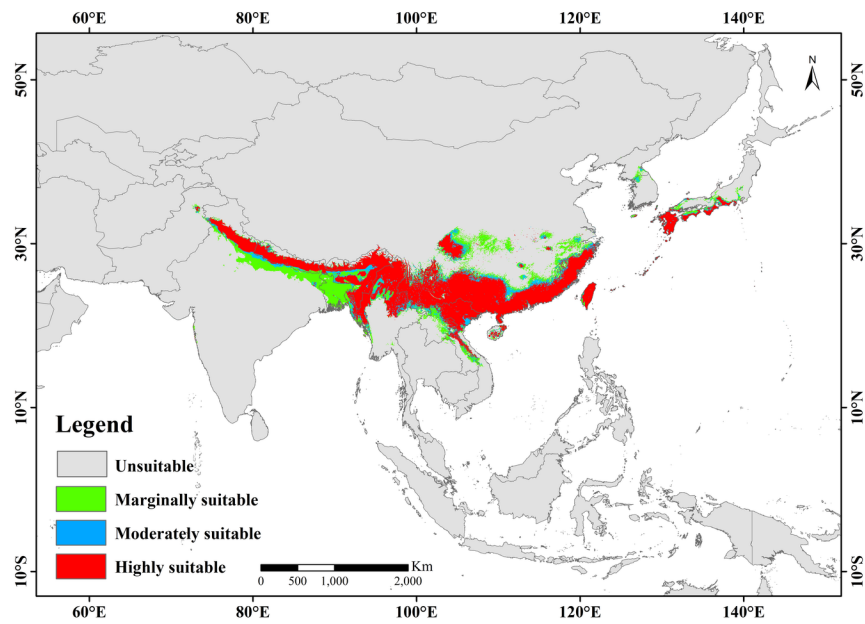 60°E 80°E 100°E 120°E 140°E
N
50°N 50°N
30°N 30°N
10°N 10°N
Legend
Unsuitable
Marginally suitable
Moderately suitable
Highly suitable
Km
0 500 1,000 2,000
10°S 10°S
60°E 80°E 100°E 120°E 140°E